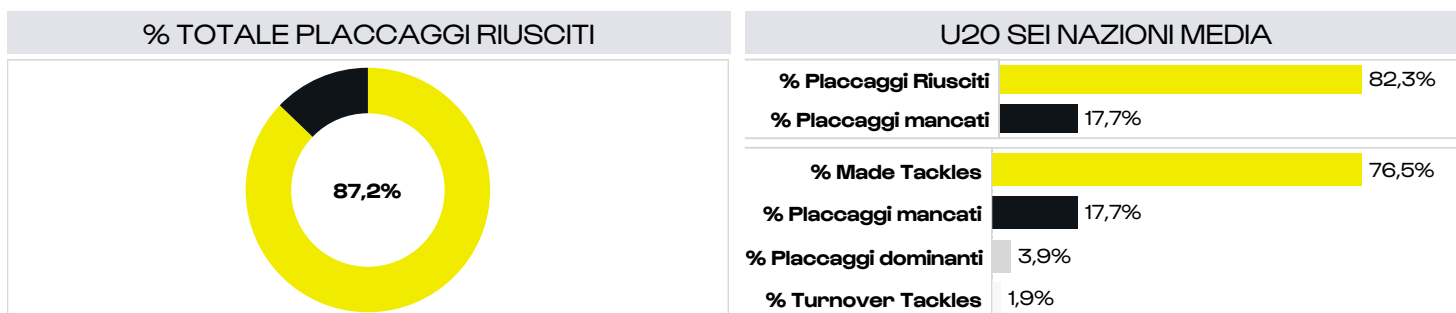 % TOTALE PLACCAGGI RIUSCITI
87,2%
U20 SEI NAZIONI MEDIA
% Placcaggi Riusciti 82,3%
% Placcaggi mancati 17,7%
% Made Tackles 76,5%
% Placcaggi mancati 17,7%
% Placcaggi dominanti 3,9%
% Turnover Tackles 1,9%